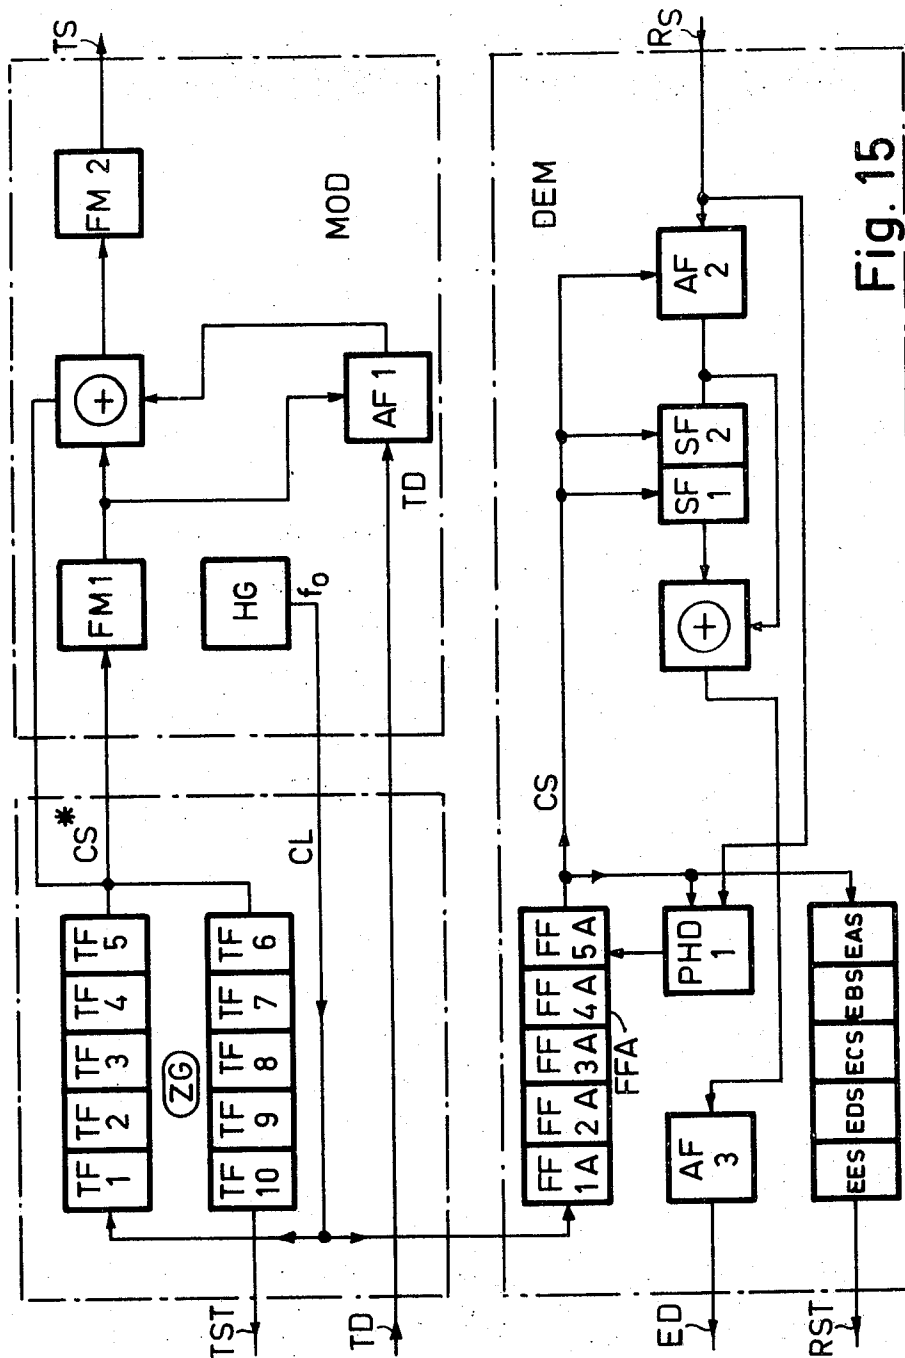 TS
FM 2
MOD
+
AF 1
TD
FM 1
HG
f₀
CS*
CL
TF 1
TF 2
TF 3
TF 4
TF 5
ZG
TF 10
TF 9
TF 8
TF 7
TF 6
TST
TD
RS
DEM
AF 2
SF 1
SF 2
+
CS
FF 1A
FF 2A
FF 3A
FF 4A
FF 5A
FFA
PHD 1
AF 3
EES
EDS
ECS
EBS
EAS
ED
RST
Fig. 15